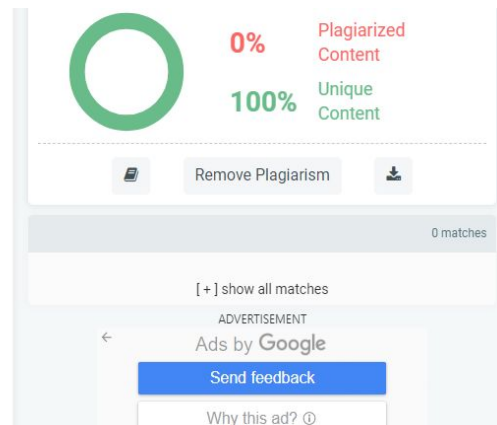 0%
Plagiarized
Content
100%
Unique
Content
Remove Plagiarism
0 matches
[ + ] show all matches
ADVERTISEMENT
Ads by Google
Send feedback
Why this ad?